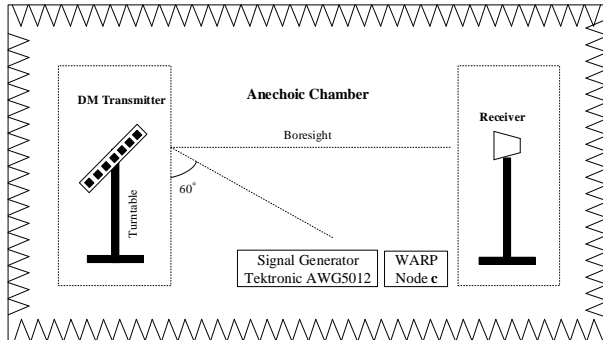 Anechoic Chamber
DM Transmitter
Receiver
Boresight
Turntable
60°
Signal Generator
Tektronic AWG5012
WARP
Node c